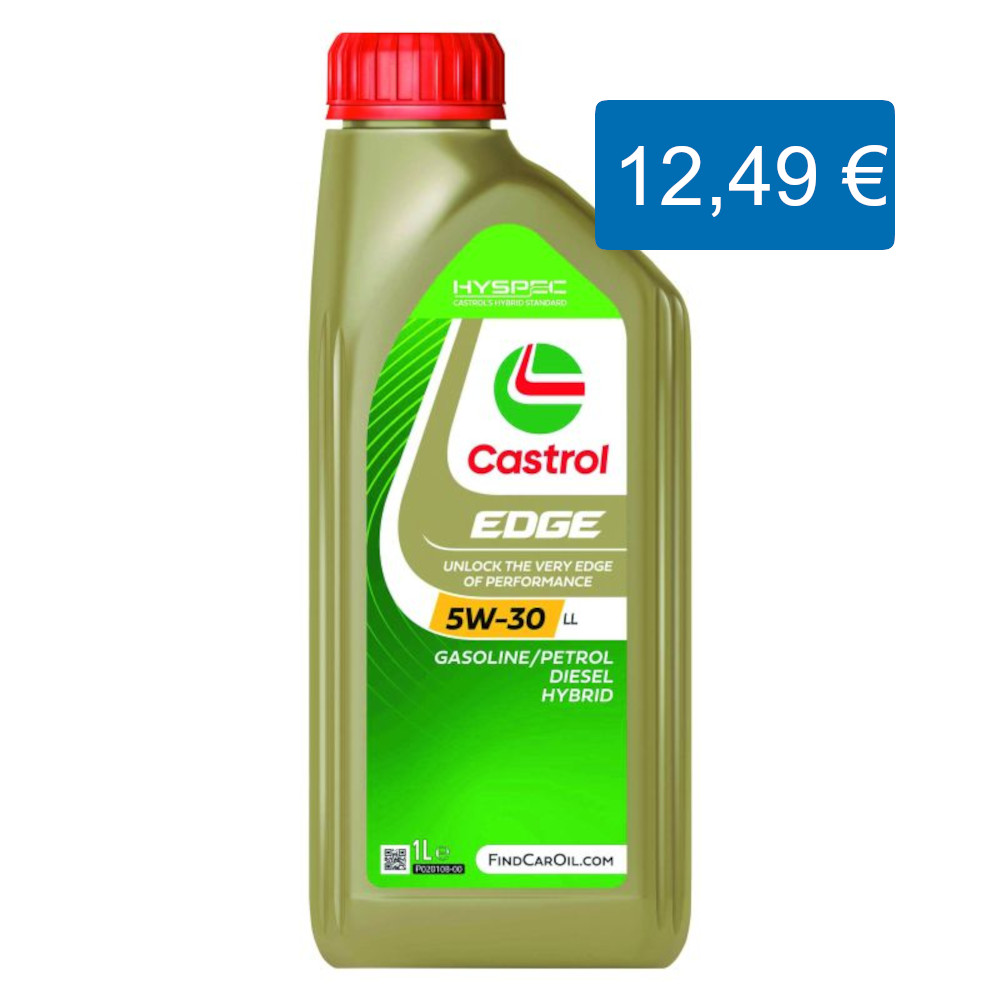 12,49 €
HYSPEC
CASTROL'S HYBRID STANDARD
Castrol
EDGE
UNLOCK THE VERY EDGE
OF PERFORMANCE
5W-30 LL
GASOLINE/PETROL
DIESEL
HYBRID
1L e
P020108-00
FINDCAROIL.COM